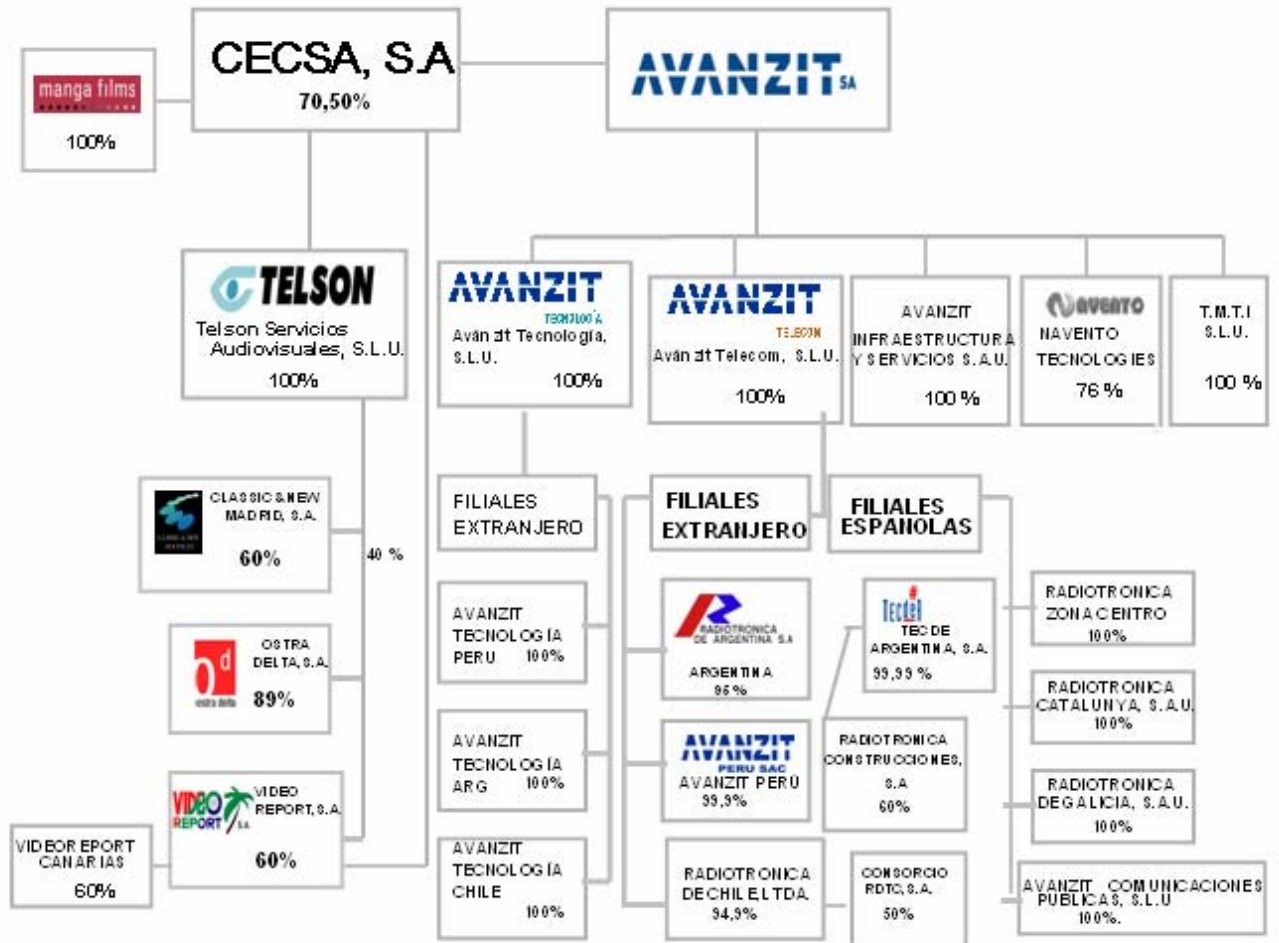 CECSA, S.A
70,50%
AVANZIT SA
manga films
100%
TELSON
Telson Servicios
Audiovisuales, S.L.U.
100%
AVANZIT
TECNOLOGÍA
Avánzit Tecnología,
S.L.U.
100%
AVANZIT
TELECOM
Avánzit Telecom, S.L.U.
100%
AVANZIT
INFRAESTRUCTURA
Y SERVICIOS S.A.U.
100 %
NAVENTO
NAVENTO
TECNOLOGIES
76 %
T.M.T.I
S.L.U.
100 %
CLASSIC & NEW
MADRID, S.A.
60%
40 %
od
ostra delta
OSTRA
DELTA, S.A.
89%
VIDEO
REPORT S.A.
VIDEO
REPORT, S.A.
60%
VIDEOREPORT
CANARIAS
60%
FILIALES
EXTRANJERO
AVANZIT
TECNOLOGÍA
PERU 100%
AVANZIT
TECNOLOGÍA
ARG 100%
AVANZIT
TECNOLOGÍA
CHILE
100%
FILIALES
EXTRANJERO
RADIOTRONICA
DE ARGENTINA S.A
ARGENTINA
95 %
AVANZIT
PERU SAC
AVANZIT PERÚ
99,9%
RADIOTRONICA
DE CHILE, LTDA.
94,9%
FILIALES
ESPANOLAS
Tecdel
TEC DE
ARGENTINA, S.A.
99,99 %
RADIOTRONICA
CONSTRUCCIONES,
S.A
60%
CONSORCIO
RDTC, S.A.
50%
RADIOTRONICA
ZONA CENTRO
100%
RADIOTRONICA
CATALUNYA, S.A.U.
100%
RADIOTRONICA
DE GALICIA, S.A.U.
100%
AVANZIT COMUNICACIONES
PUBLICAS, S.L.U
100%.